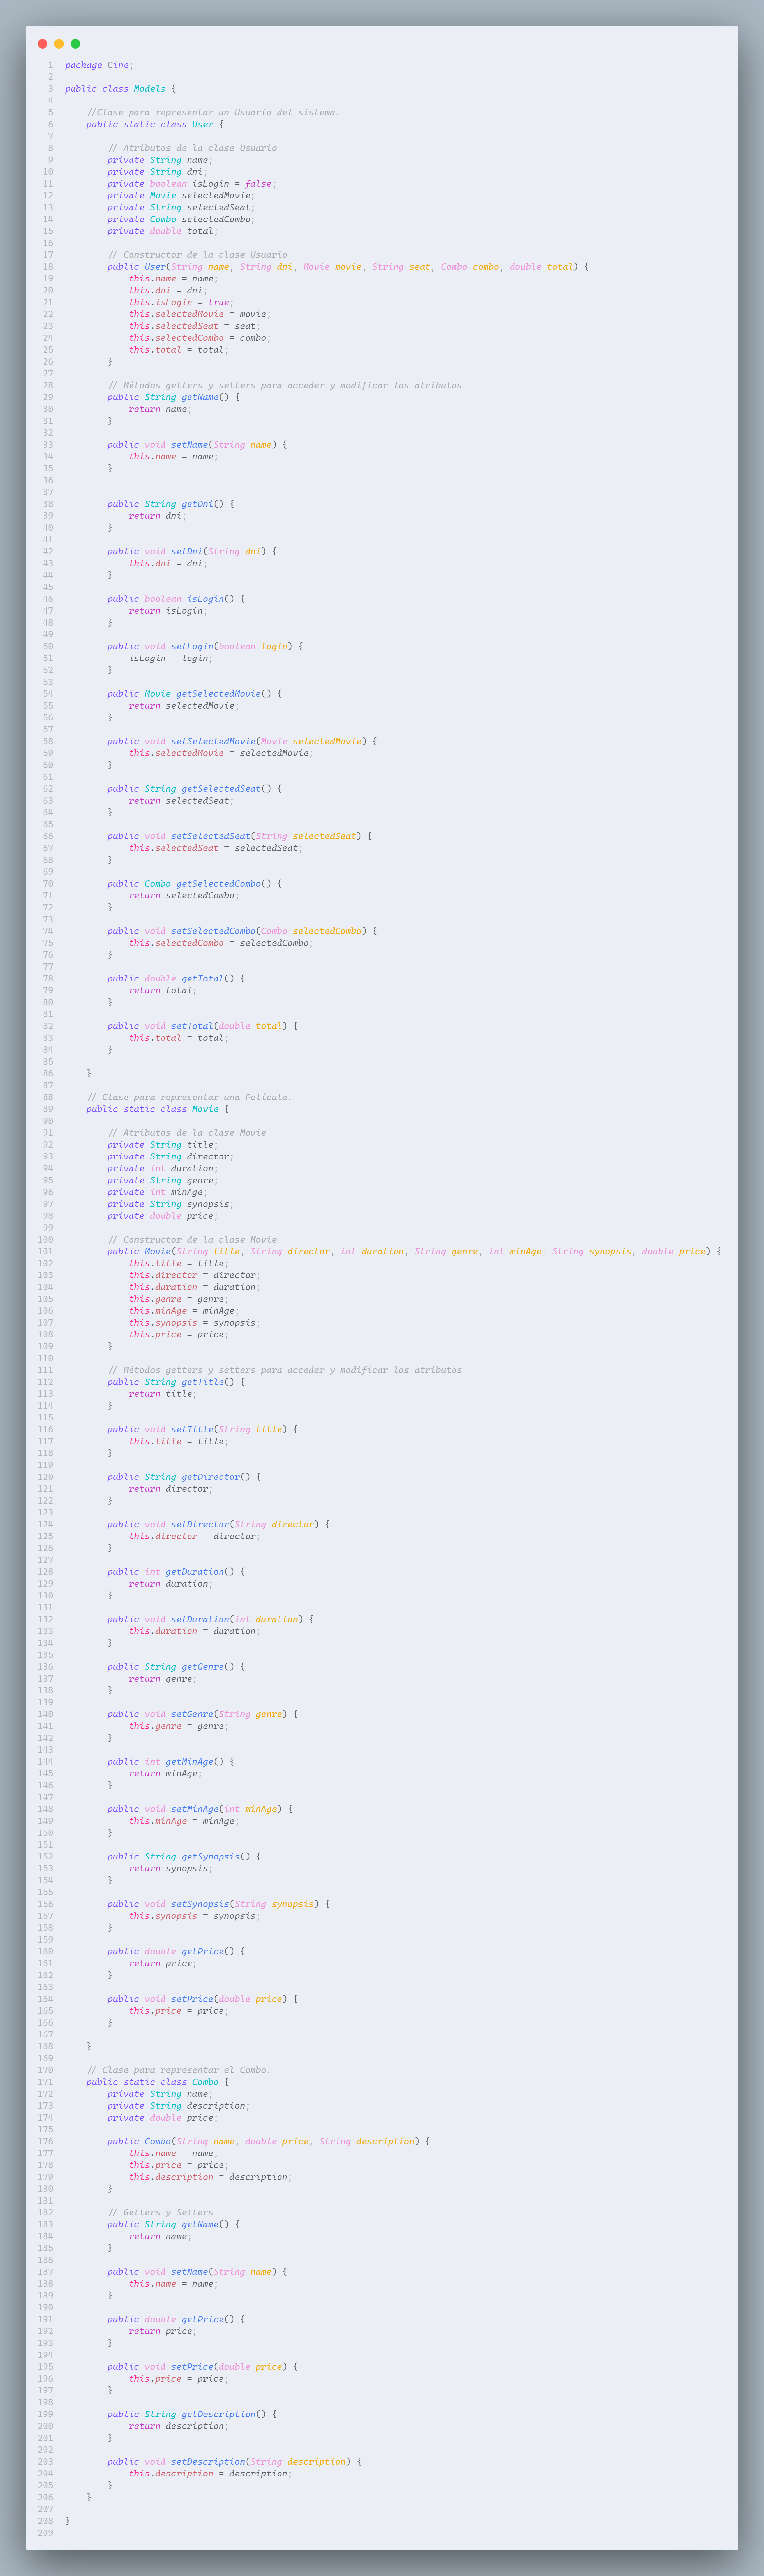 1 package Cine;
2
3 public class Models {
4
5     //Clase para representar un Usuario del sistema.
6     public static class User {
7
8         // Atributos de la clase Usuario
9         private String name;
10         private String dni;
11         private boolean isLogin = false;
12         private Movie selectedMovie;
13         private String selectedSeat;
14         private Combo selectedCombo;
15         private double total;
16
17         // Constructor de la clase Usuario
18         public User(String name, String dni, Movie movie, String seat, Combo combo, double total) {
19             this.name = name;
20             this.dni = dni;
21             this.isLogin = true;
22             this.selectedMovie = movie;
23             this.selectedSeat = seat;
24             this.selectedCombo = combo;
25             this.total = total;
26         }
27
28         // Métodos getters y setters para acceder y modificar los atributos
29         public String getName() {
30             return name;
31         }
32
33         public void setName(String name) {
34             this.name = name;
35         }
36
37
38         public String getDni() {
39             return dni;
40         }
41
42         public void setDni(String dni) {
43             this.dni = dni;
44         }
45
46         public boolean isLogin() {
47             return isLogin;
48         }
49
50         public void setLogin(boolean login) {
51             isLogin = login;
52         }
53
54         public Movie getSelectedMovie() {
55             return selectedMovie;
56         }
57
58         public void setSelectedMovie(Movie selectedMovie) {
59             this.selectedMovie = selectedMovie;
60         }
61
62         public String getSelectedSeat() {
63             return selectedSeat;
64         }
65
66         public void setSelectedSeat(String selectedSeat) {
67             this.selectedSeat = selectedSeat;
68         }
69
70         public Combo getSelectedCombo() {
71             return selectedCombo;
72         }
73
74         public void setSelectedCombo(Combo selectedCombo) {
75             this.selectedCombo = selectedCombo;
76         }
77
78         public double getTotal() {
79             return total;
80         }
81
82         public void setTotal(double total) {
83             this.total = total;
84         }
85
86     }
87
88     // Clase para representar una Película.
89     public static class Movie {
90
91         // Atributos de la clase Movie
92         private String title;
93         private String director;
94         private int duration;
95         private String genre;
96         private int minAge;
97         private String synopsis;
98         private double price;
99
100         // Constructor de la clase Movie
101         public Movie(String title, String director, int duration, String genre, int minAge, String synopsis, double price) {
102             this.title = title;
103             this.director = director;
104             this.duration = duration;
105             this.genre = genre;
106             this.minAge = minAge;
107             this.synopsis = synopsis;
108             this.price = price;
109         }
110
111         // Métodos getters y setters para acceder y modificar los atributos
112         public String getTitle() {
113             return title;
114         }
115
116         public void setTitle(String title) {
117             this.title = title;
118         }
119
120         public String getDirector() {
121             return director;
122         }
123
124         public void setDirector(String director) {
125             this.director = director;
126         }
127
128         public int getDuration() {
129             return duration;
130         }
131
132         public void setDuration(int duration) {
133             this.duration = duration;
134         }
135
136         public String getGenre() {
137             return genre;
138         }
139
140         public void setGenre(String genre) {
141             this.genre = genre;
142         }
143
144         public int getMinAge() {
145             return minAge;
146         }
147
148         public void setMinAge(int minAge) {
149             this.minAge = minAge;
150         }
151
152         public String getSynopsis() {
153             return synopsis;
154         }
155
156         public void setSynopsis(String synopsis) {
157             this.synopsis = synopsis;
158         }
159
160         public double getPrice() {
161             return price;
162         }
163
164         public void setPrice(double price) {
165             this.price = price;
166         }
167
168     }
169
170     // Clase para representar el Combo.
171     public static class Combo {
172         private String name;
173         private String description;
174         private double price;
175
176         public Combo(String name, double price, String description) {
177             this.name = name;
178             this.price = price;
179             this.description = description;
180         }
181
182         // Getters y Setters
183         public String getName() {
184             return name;
185         }
186
187         public void setName(String name) {
188             this.name = name;
189         }
190
191         public double getPrice() {
192             return price;
193         }
194
195         public void setPrice(double price) {
196             this.price = price;
197         }
198
199         public String getDescription() {
200             return description;
201         }
202
203         public void setDescription(String description) {
204             this.description = description;
205         }
206     }
207
208 }
209